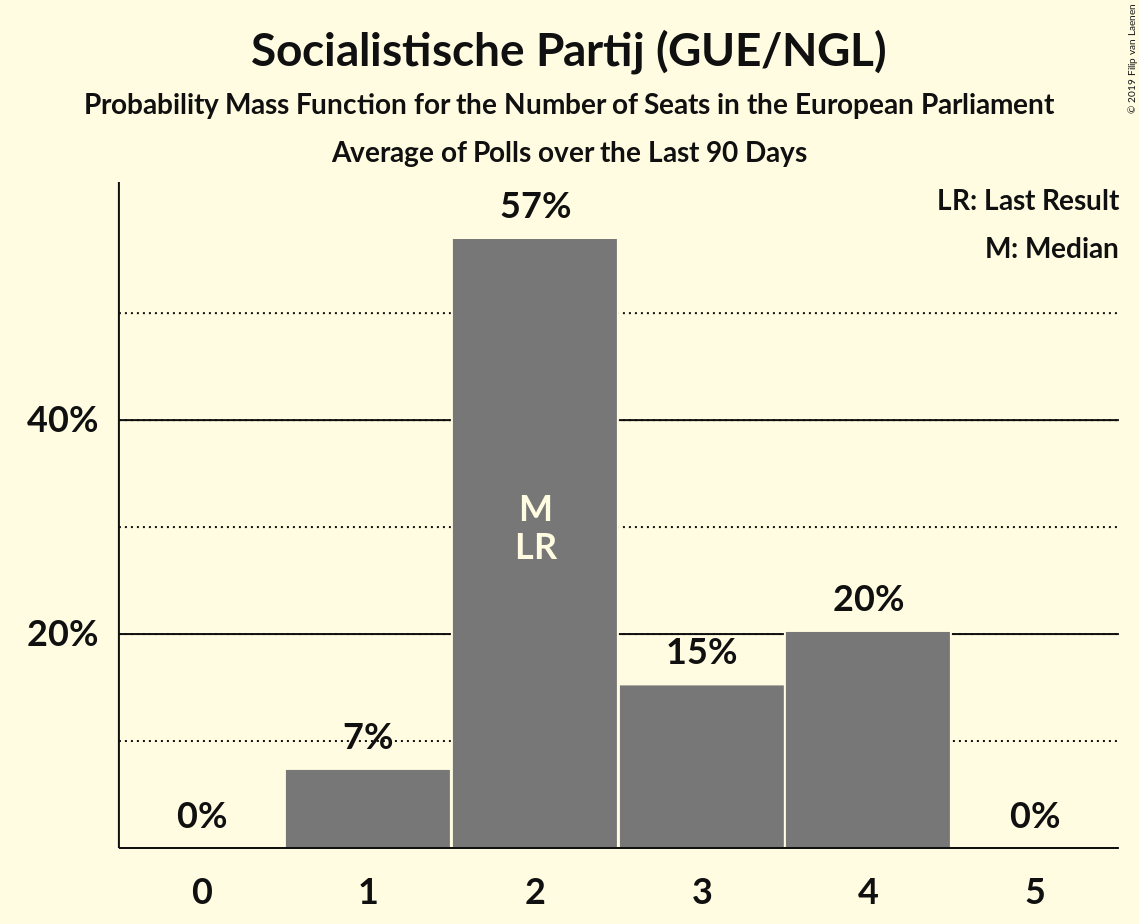 Socialistische Partij (GUE/NGL)
Probability Mass Function for the Number of Seats in the European Parliament
Average of Polls over the Last 90 Days
© 2019 Filip van Laenen
LR: Last Result
M: Median
57%
40%
M
LR
20%
20%
15%
7%
0%
0%
0 1 2 3 4 5